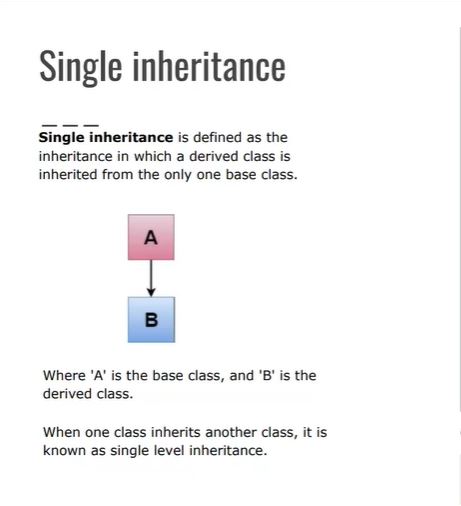 Single inheritance
Single inheritance is defined as the
inheritance in which a derived class is
inherited from the only one base class.
A
B
Where 'A' is the base class, and 'B' is the
derived class.
When one class inherits another class, it is
known as single level inheritance.